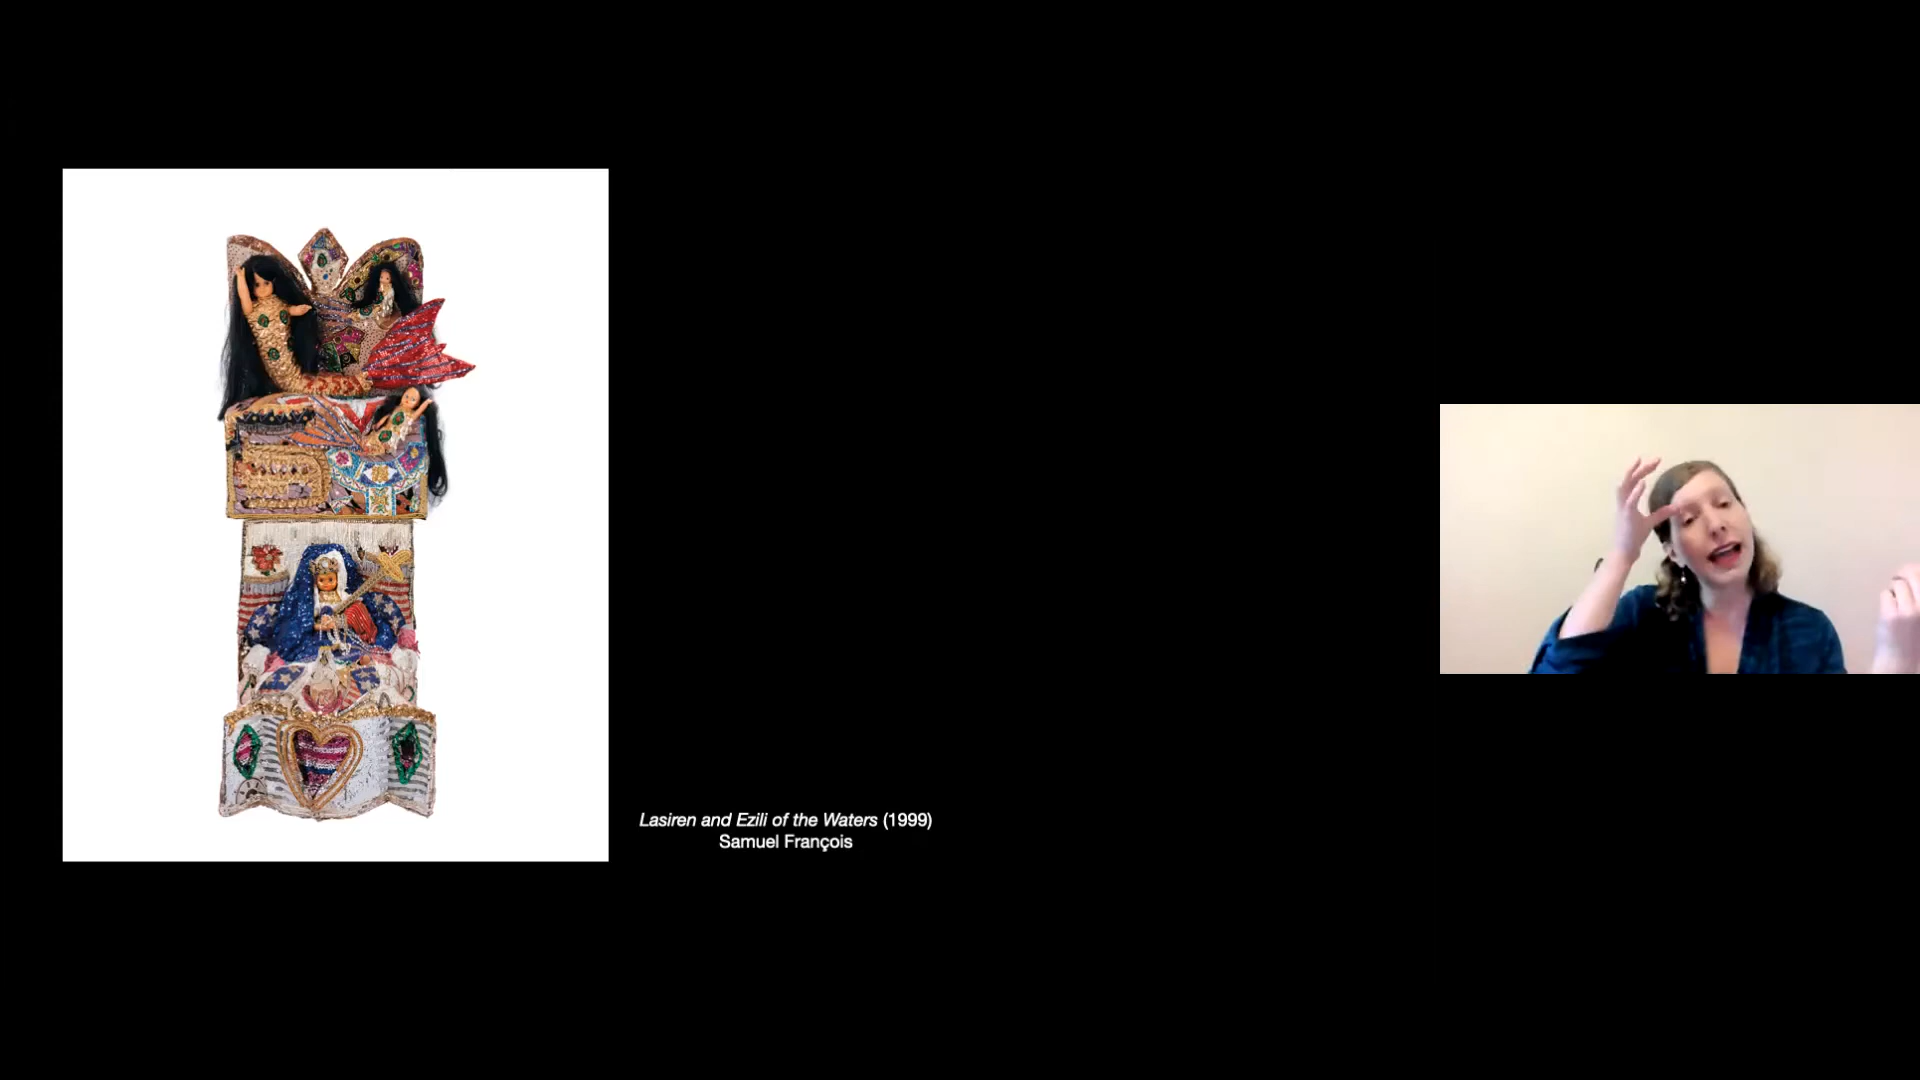 Lasiren and Ezili of the Waters (1999)
Samuel François